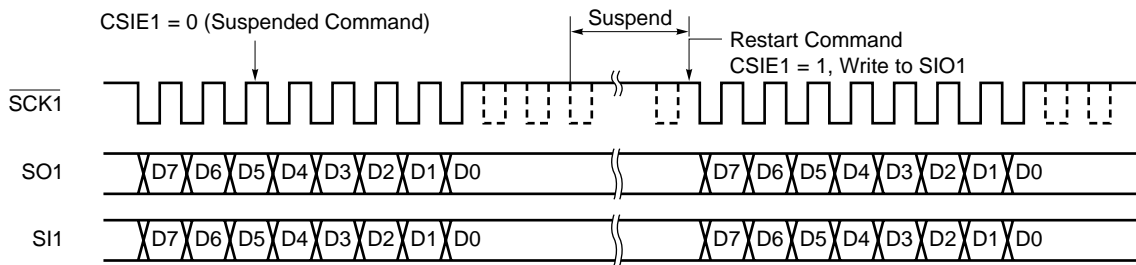 CSIE1 = 0 (Suspended Command)
Suspend
Restart Command
CSIE1 = 1, Write to SIO1
SCK1
SO1 D7 D6 D5 D4 D3 D2 D1 D0 D7 D6 D5 D4 D3 D2 D1 D0
SI1 D7 D6 D5 D4 D3 D2 D1 D0 D7 D6 D5 D4 D3 D2 D1 D0